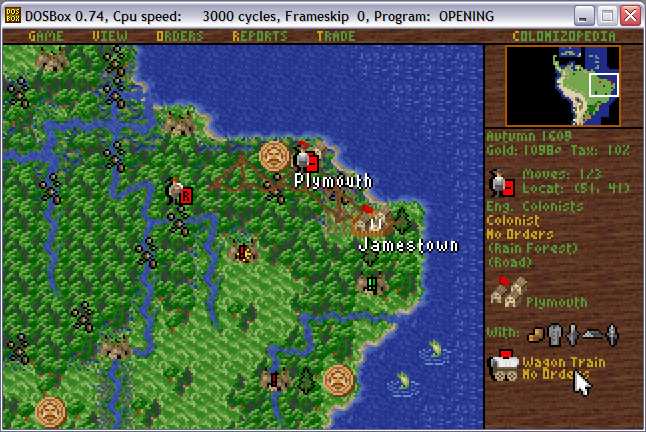 DOSBox 0.74, Cpu speed: 3000 cycles, Frameskip 0, Program: OPENING
GAME VIEW ORDERS REPORTS TRADE COLONIZOPEDIA
Autumn 1609
Gold: 1098¢ Tax: 10%
Moves: 1/3
Locat: (51, 41)
Eng. Colonists
Colonist
No Orders
(Rain Forest)
(Road)
Plymouth
With:
Wagon Train
No Orders
Plymouth
Jamestown